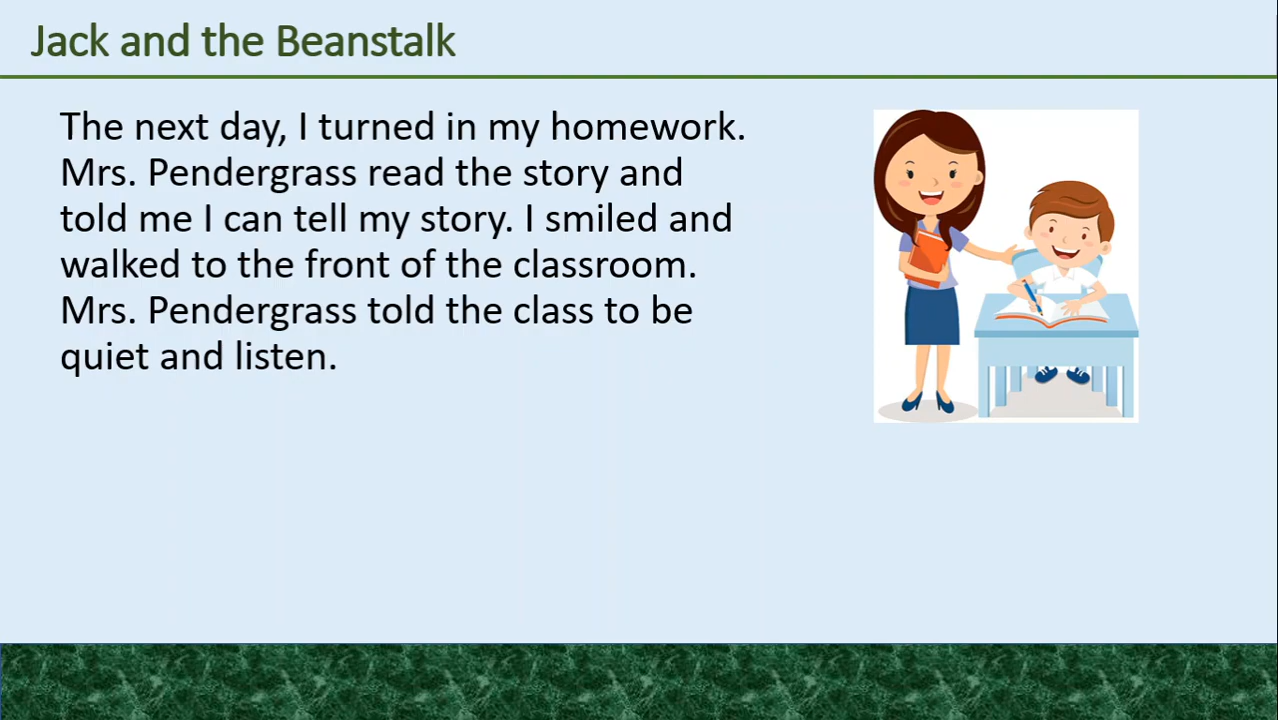 Jack and the Beanstalk
The next day, I turned in my homework.
Mrs. Pendergrass read the story and
told me I can tell my story. I smiled and
walked to the front of the classroom.
Mrs. Pendergrass told the class to be
quiet and listen.